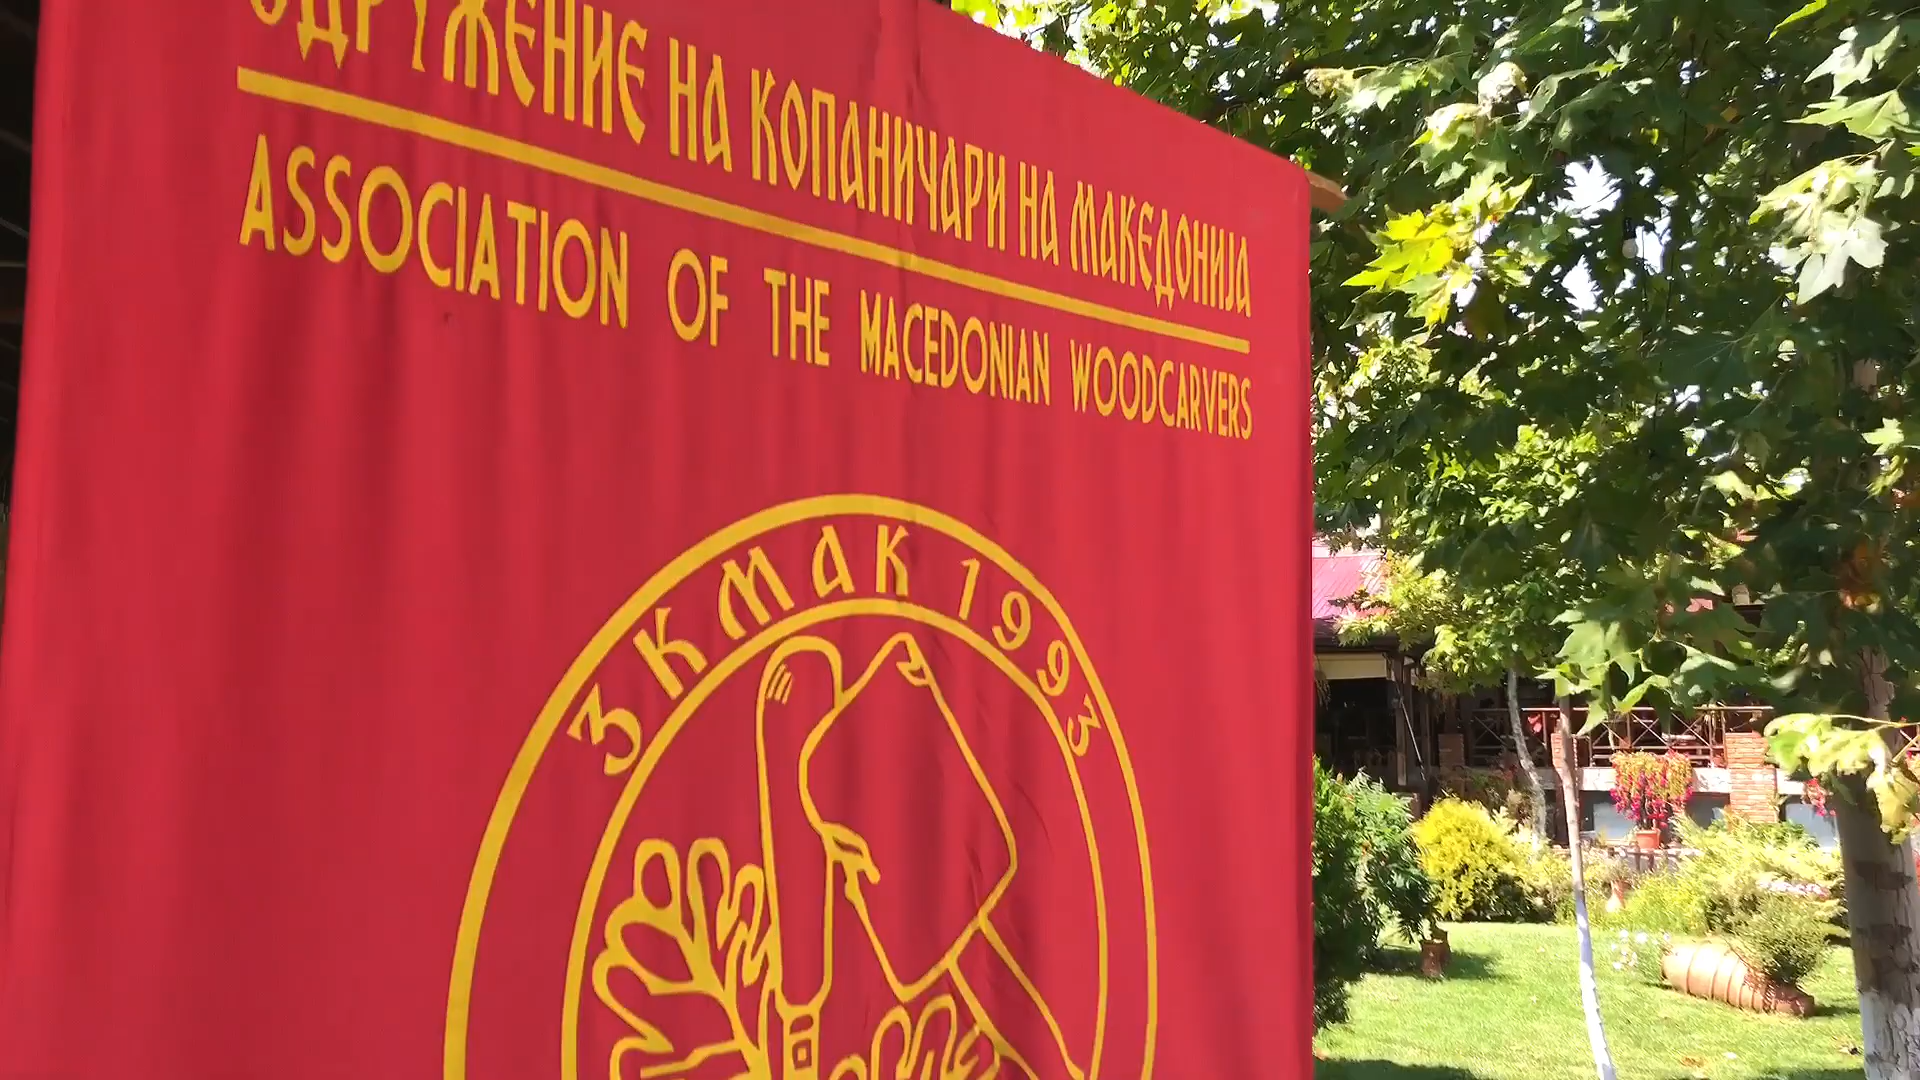 ЗДРУЖЕНИЕ НА КОПАНИЧАРИ НА МАКЕДОНИЈА
ASSOCIATION OF THE MACEDONIAN WOODCARVERS
ЗКМАК 1993